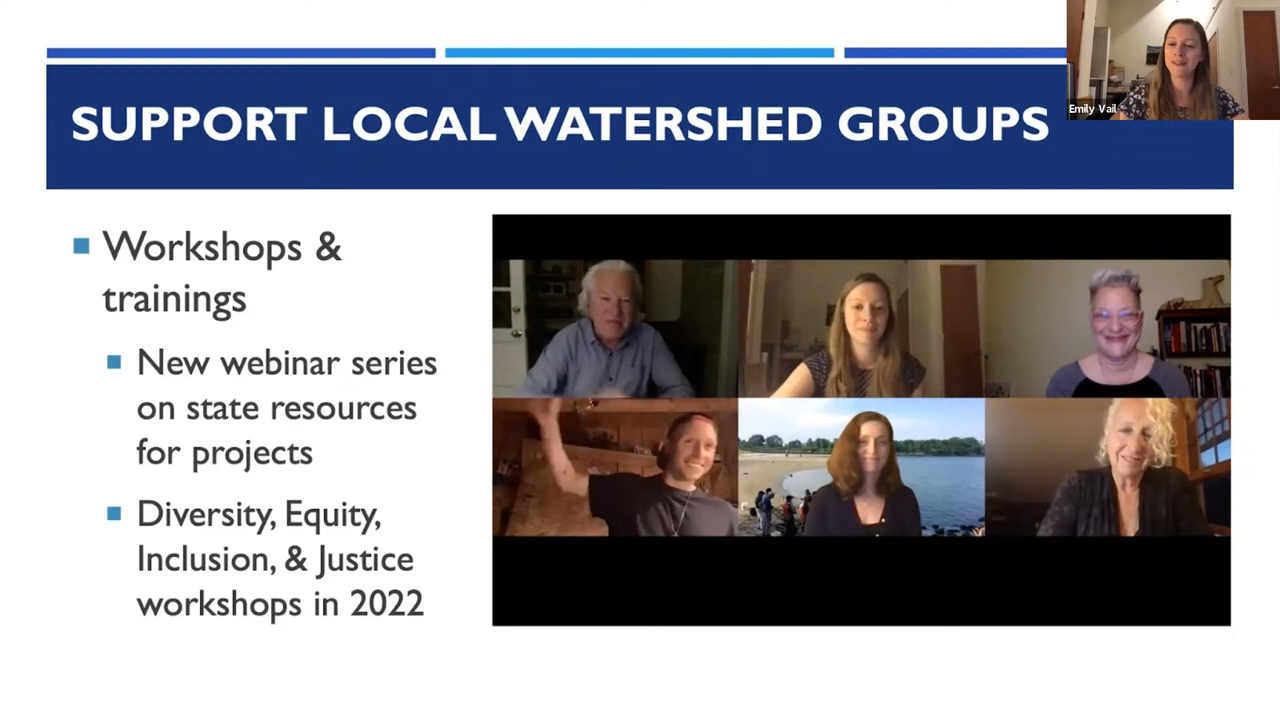 SUPPORT LOCAL WATERSHED GROUPS
Emily Vail
Workshops &
trainings
New webinar series
on state resources
for projects
Diversity, Equity,
Inclusion, & Justice
workshops in 2022